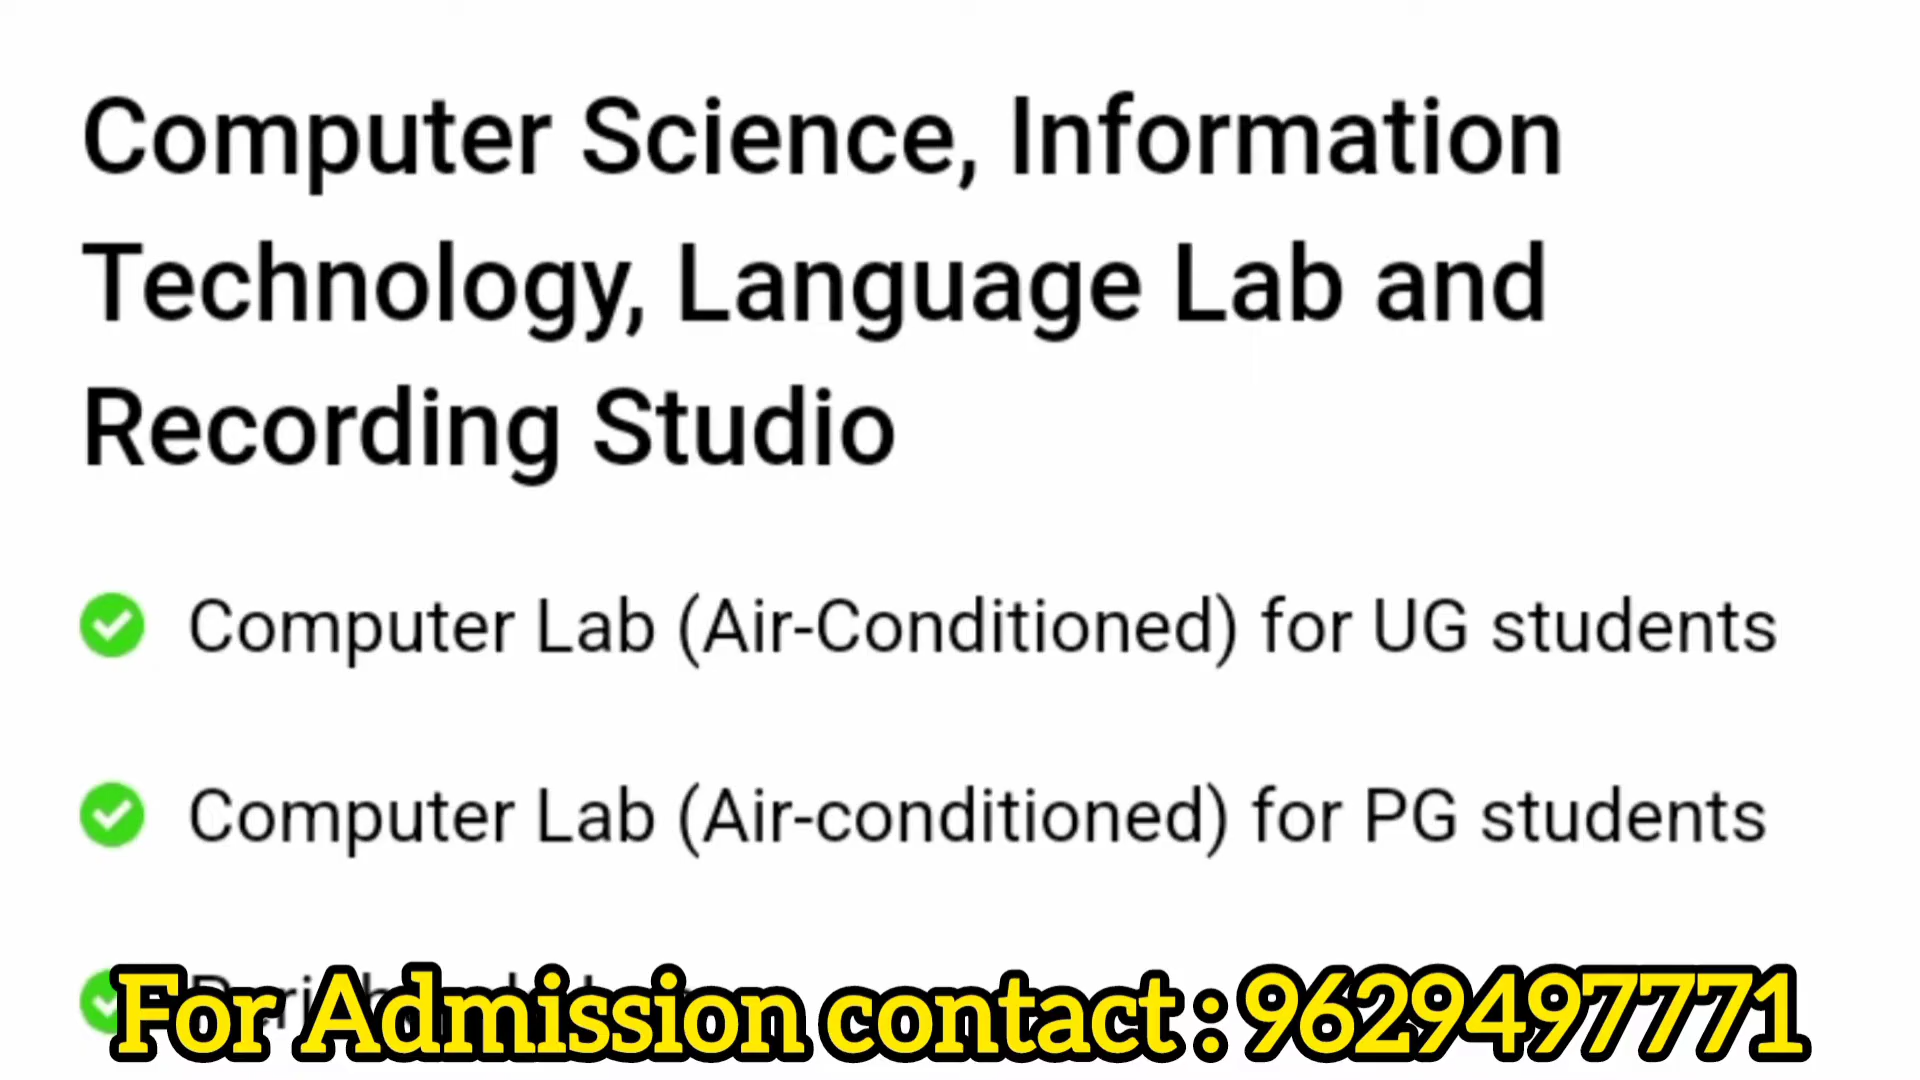 Computer Science, Information
Technology, Language Lab and
Recording Studio
Computer Lab (Air-Conditioned) for UG students
Computer Lab (Air-conditioned) for PG students
For Admission contact : 9629497771